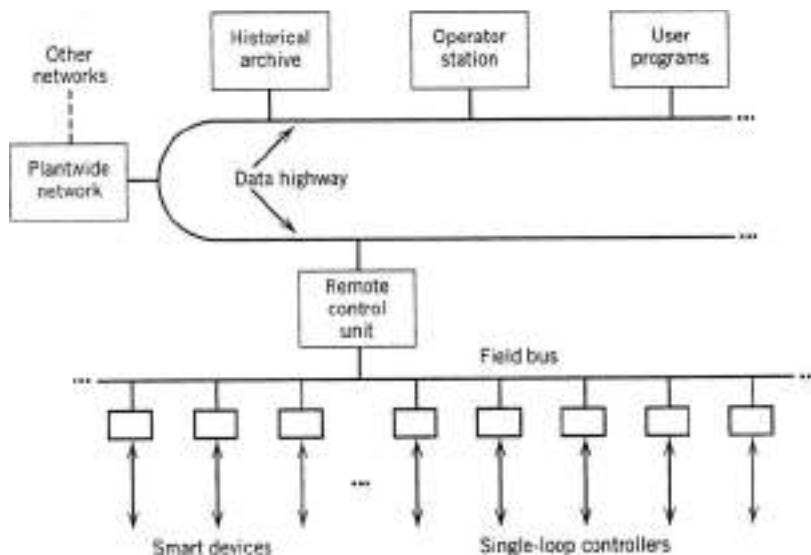 Other
networks
Historical
archive
Operator
station
User
programs
...
Plantwide
network
Data highway
...
Remote
control
unit
Field bus
...
...
...
Smart devices
Single-loop controllers